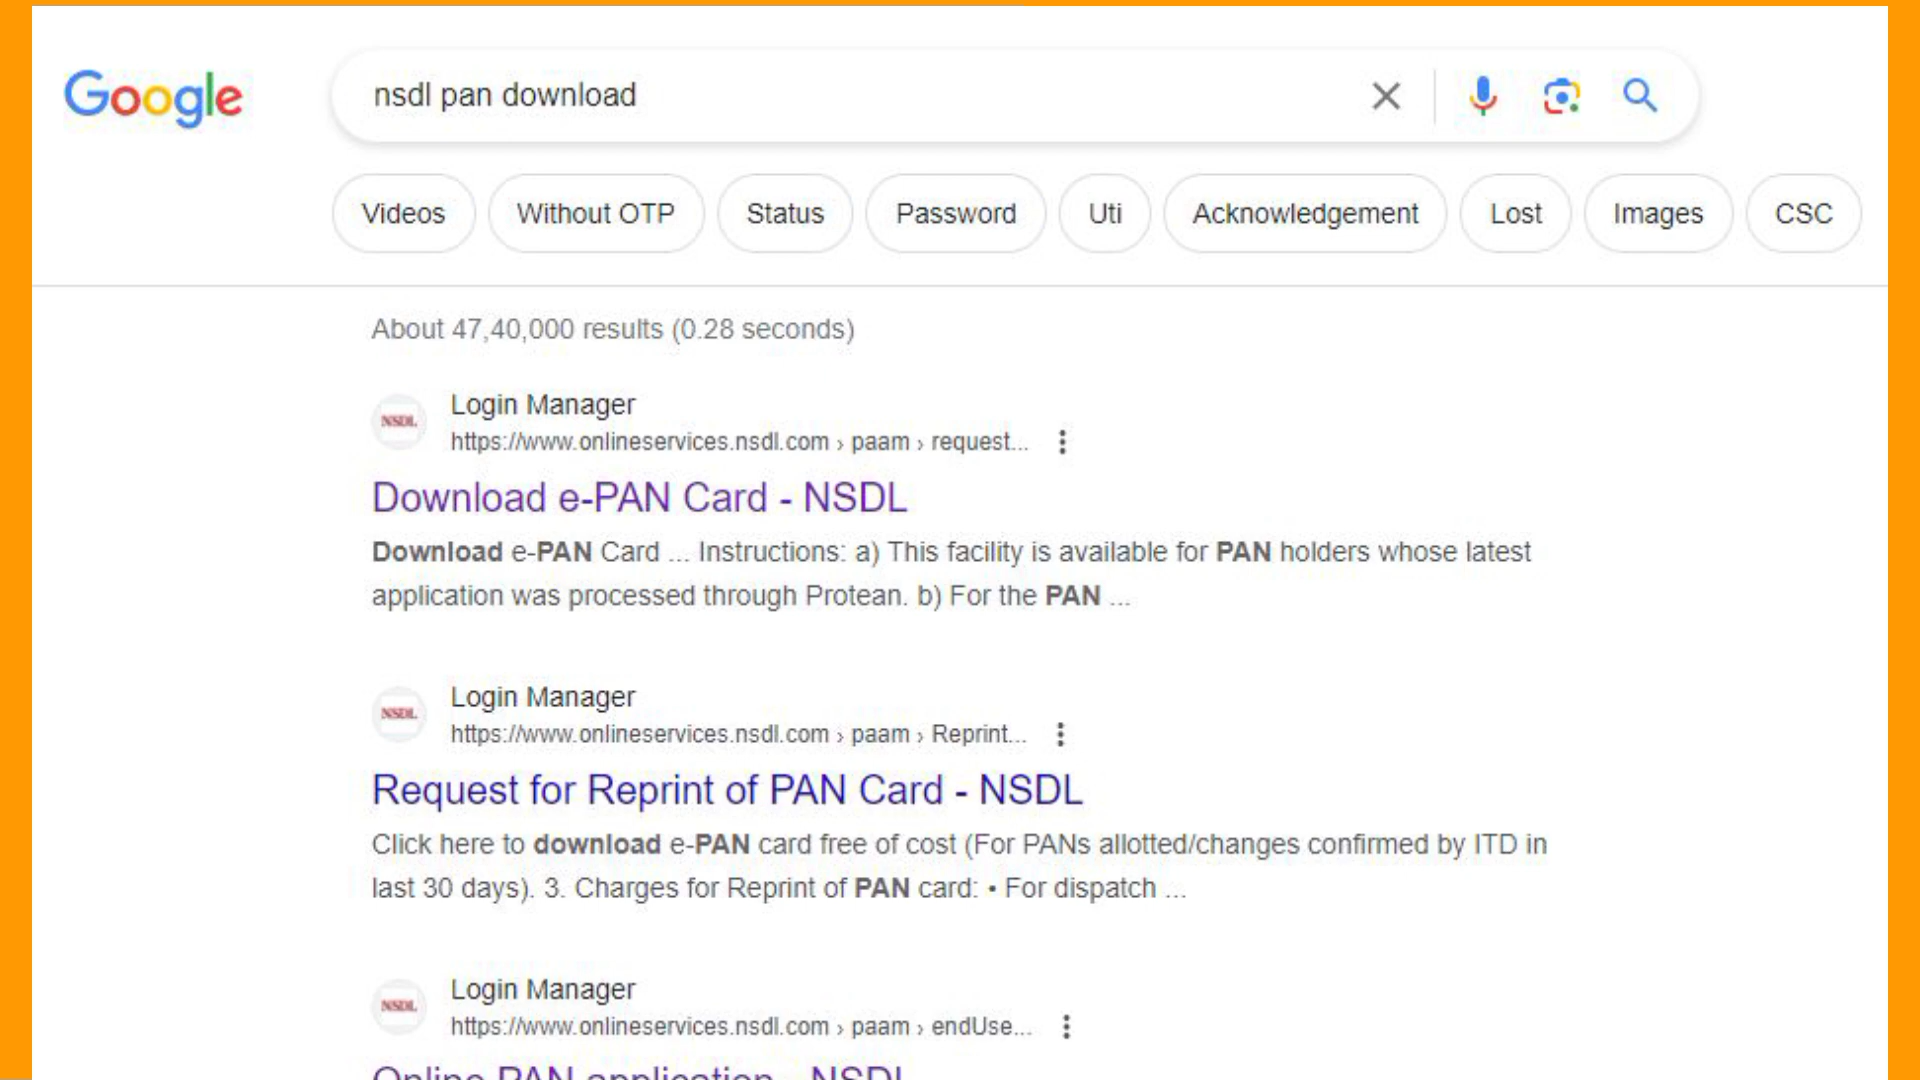 Google
nsdl pan download
Videos Without OTP Status Password Uti Acknowledgement Lost Images CSC
About 47,40,000 results (0.28 seconds)
NSDL
Login Manager
https://www.onlineservices.nsdl.com › paam › request...
Download e-PAN Card - NSDL
Download e-PAN Card ... Instructions: a) This facility is available for PAN holders whose latest
application was processed through Protean. b) For the PAN ...
NSDL
Login Manager
https://www.onlineservices.nsdl.com › paam › Reprint...
Request for Reprint of PAN Card - NSDL
Click here to download e-PAN card free of cost (For PANs allotted/changes confirmed by ITD in
last 30 days). 3. Charges for Reprint of PAN card: • For dispatch ...
NSDL
Login Manager
https://www.onlineservices.nsdl.com › paam › endUse...
Online PAN application - NSDL